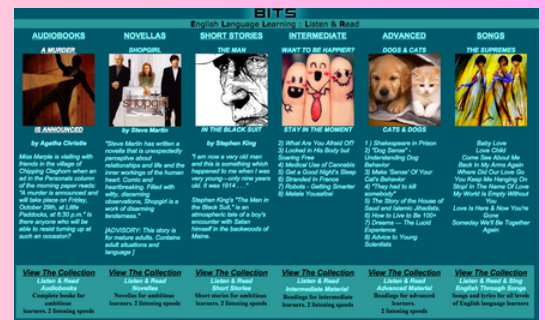 BITS
English Language Learning : Listen & Read
AUDIOBOOKS
A MURDER
IS ANNOUNCED
by Agatha Christie
Miss Marple is visiting with
friends in the village of
Chipping Cleghorn when an
ad in the Personals column
of the morning paper reads:
"A murder is announced and
will take place on Friday,
October 29th, at Little
Paddocks, at 6:30 p.m." Is
there anyone who will be
able to resist turning up at
such an occasion?
View The Collection
Listen & Read
Audiobooks
Complete books for
ambitious
learners. 2 listening speeds
NOVELLAS
SHOPGIRL
shopgirl
by Steve Martin
"Steve Martin has written a
novella that is unexpectedly
perceptive about
relationships and life and the
inner workings of the human
heart. Comic and
heartbreaking. Filled with
witty, discerning
observations, Shopgirl is a
work of disarming
tenderness."
[ADVISORY: This story is
for mature adults. Contains
adult situations and
language ]
View The Collection
Listen & Read
Novellas
Novellas for ambitious
learners. 2 listening speeds
SHORT STORIES
THE MAN
IN THE BLACK SUIT
by Stephen King
"I am now a very old man
and this is something which
happened to me when I was
very young--only nine years
old. It was 1914 . . ."
Stephen King's "The Man in
the Black Suit," is an
atmospheric tale of a boy's
encounter with Satan
himself in the backwoods of
Maine.
View The Collection
Listen & Read
Short Stories
Short stories for ambitious
learners. 2 listening speeds
INTERMEDIATE
WANT TO BE HAPPIER?
STAY IN THE MOMENT
2) What Are You Afraid Of?
3) Locked in His Body but
Soaring Free
4) Medical Use of Cannabis
5) Get a Good Night's Sleep
6) Stranded in France
7) Robots - Getting Smarter
8) Malala Yousafzai
View The Collection
Listen & Read
Intermediate Material
Readings for intermediate
learners. 2 listening speeds
ADVANCED
DOGS & CATS
CATS & DOGS
1 ) Shakespeare in Prison
2) "Dog Sense" -
Understanding Dog
Behavior
3) Make 'Sense' Of Your
Cat's Behavior
4) "They hed to kill
somebody"
5) The Story of the House of
Saud and Islamic Jihadists.
6) How to Live to Be 100+
7) Dreams — The Lucid
Experience
8) Advice to Young
Scientists
View The Collection
Listen & Read
Advanced Material
Readings for advanced
learners.
2 listening speeds
SONGS
THE SUPREMES
Baby Love
Love Child
Come See About Me
Back In My Arms Again
Where Did Our Love Go
You Keep Me Hanging On
Stop! In The Name Of Love
My World Is Empty Without
You
Love Is Here & Now You're
Gone
Someday We'll Be Together
Again
View The Collection
Listen & Read & Sing
English Through Songs
Songs and lyrics for all levels
of English language learners